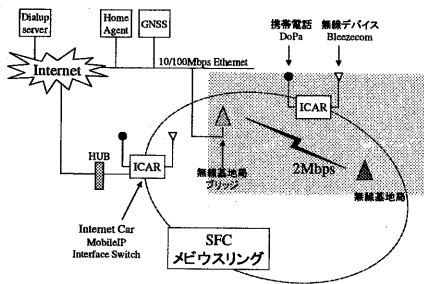 Dialup
server
Home
Agent
GNSS
携帯電話
DoPa
無線デバイス
Bleezecom
Internet
10/100Mbps Ethernet
ICAR
HUB
ICAR
無線基地局
ブリッジ
2Mbps
無線基地局
Internet Car
MobileIP
Interface Switch
SFC
メビウスリング